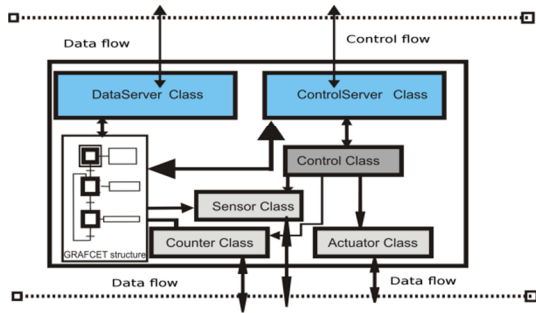 Data flow
Control flow
DataServer Class
ControlServer Class
Control Class
Sensor Class
GRAFCET structure
Counter Class
Actuator Class
Data flow
Data flow